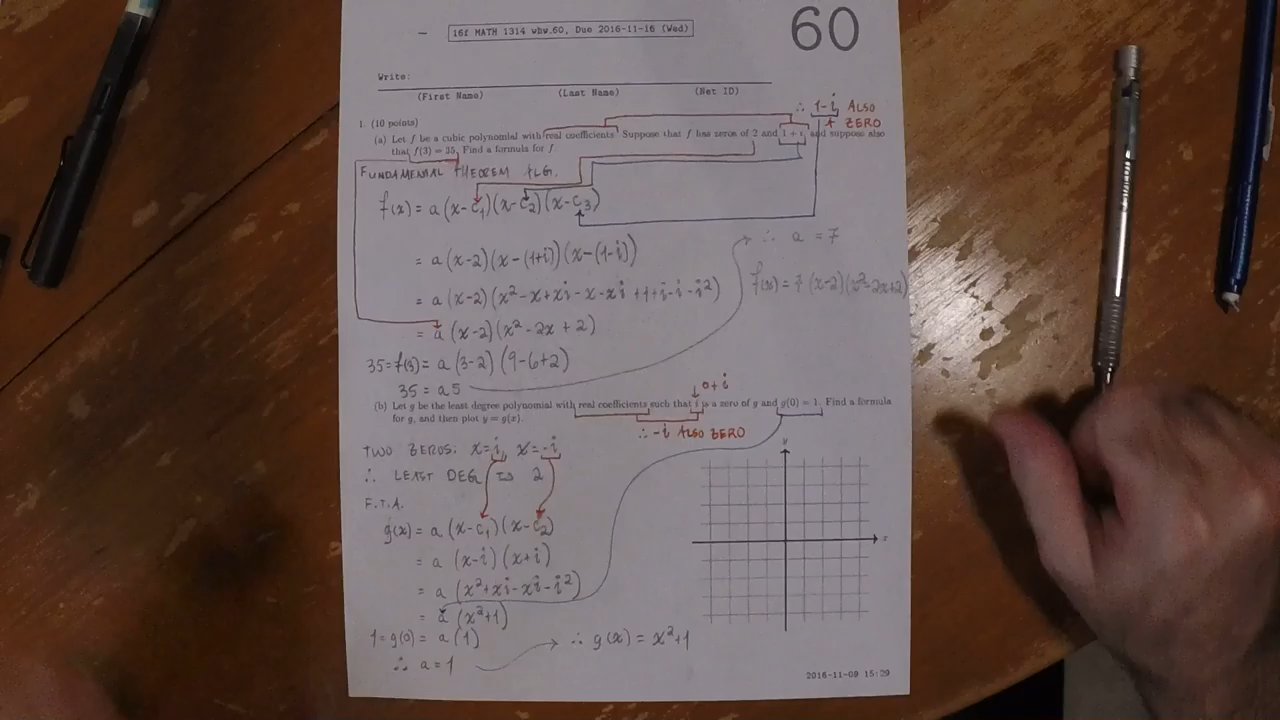 60
16f MATH 1314 wbw.60, Due 2016-11-16 (Wed)
Write:
(First Name) (Last Name) (Net ID)
∴ 1-i ALSO
A ZERO
1. (10 points)
(a) Let f be a cubic polynomial with real coefficients. Suppose that f has zeros of 2 and 1 + i, and suppose also
that f(3) = 35. Find a formula for f.
FUNDAMENTAL THEOREM ALG.
f(x) = a(x-c₁)(x-c₂)(x-c₃)
= a(x-2)(x-(1+i))(x-(1-i))
= a(x-2)(x²-x+xi-x-xi+1+i-i-i²)
= a(x-2)(x²-2x+2)
35=f(3)= a(3-2)(9-6+2)
35 = a5
∴ a = 7
f(x) = 7(x-2)(x²-2x+2)
0+i
(b) Let g be the least degree polynomial with real coefficients such that i is a zero of g and g(0) = 1. Find a formula
for g, and then plot y = g(x).
∴ -i ALSO ZERO
TWO ZEROS: x=i, x=-i
∴ LEAST DEG IS 2
F.T.A.
g(x) = a(x-c₁)(x-c₂)
= a(x-i)(x+i)
= a(x²+xi-xi-i²)
= a(x²+1)
1=g(0)= a(1)
∴ a=1
∴ g(x) = x²+1
y
x
2016-11-09 15:29